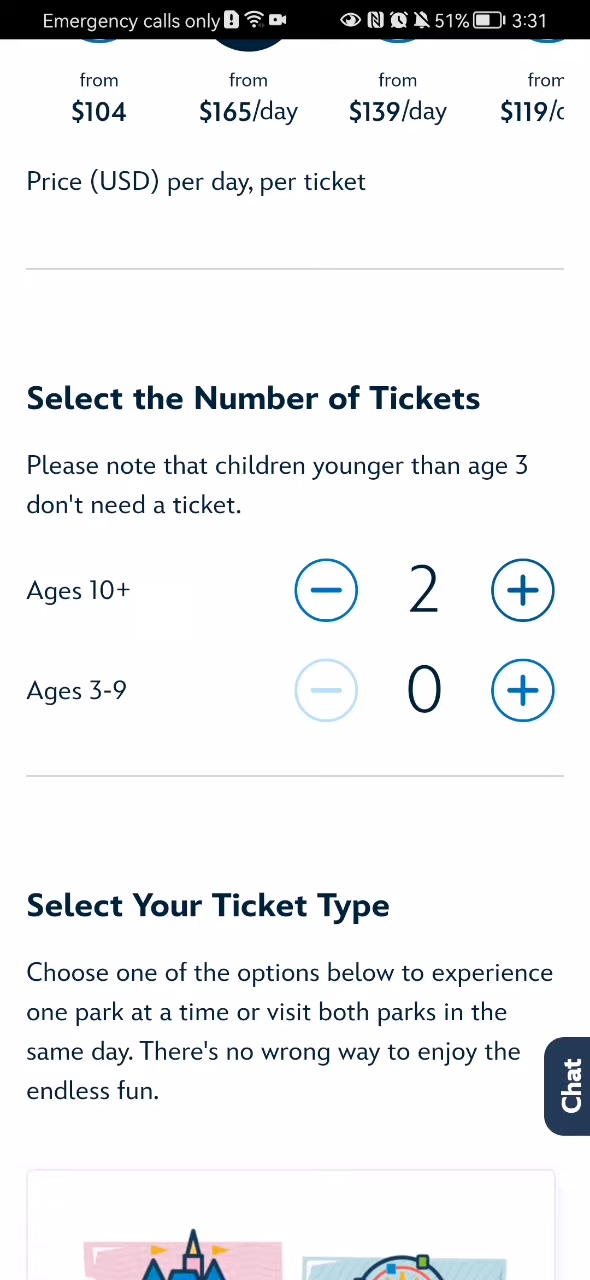 Emergency calls only 51% 3:31
from from from from
$104 $165/day $139/day
Price (USD) per day, per ticket
Select the Number of Tickets
Please note that children younger than age 3
don't need a ticket.
Ages 10+ 2
Ages 3-9 0
Select Your Ticket Type
Choose one of the options below to experience
one park at a time or visit both parks in the
same day. There's no wrong way to enjoy the
endless fun.
Chat